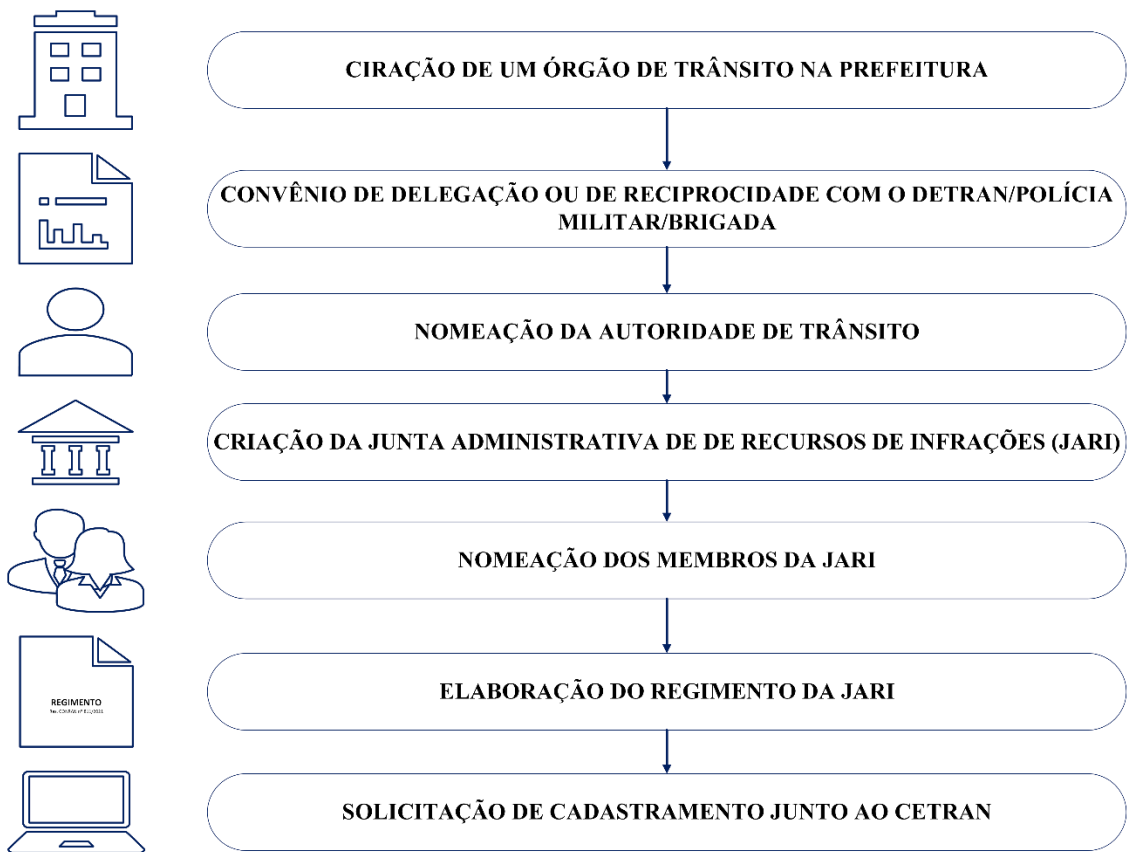 CIRAÇÃO DE UM ÓRGÃO DE TRÂNSITO NA PREFEITURA
CONVÊNIO DE DELEGAÇÃO OU DE RECIPROCIDADE COM O DETRAN/POLÍCIA
MILITAR/BRIGADA
NOMEAÇÃO DA AUTORIDADE DE TRÂNSITO
CRIAÇÃO DA JUNTA ADMINISTRATIVA DE DE RECURSOS DE INFRAÇÕES (JARI)
NOMEAÇÃO DOS MEMBROS DA JARI
REGIMENTO
ELABORAÇÃO DO REGIMENTO DA JARI
SOLICITAÇÃO DE CADASTRAMENTO JUNTO AO CETRAN